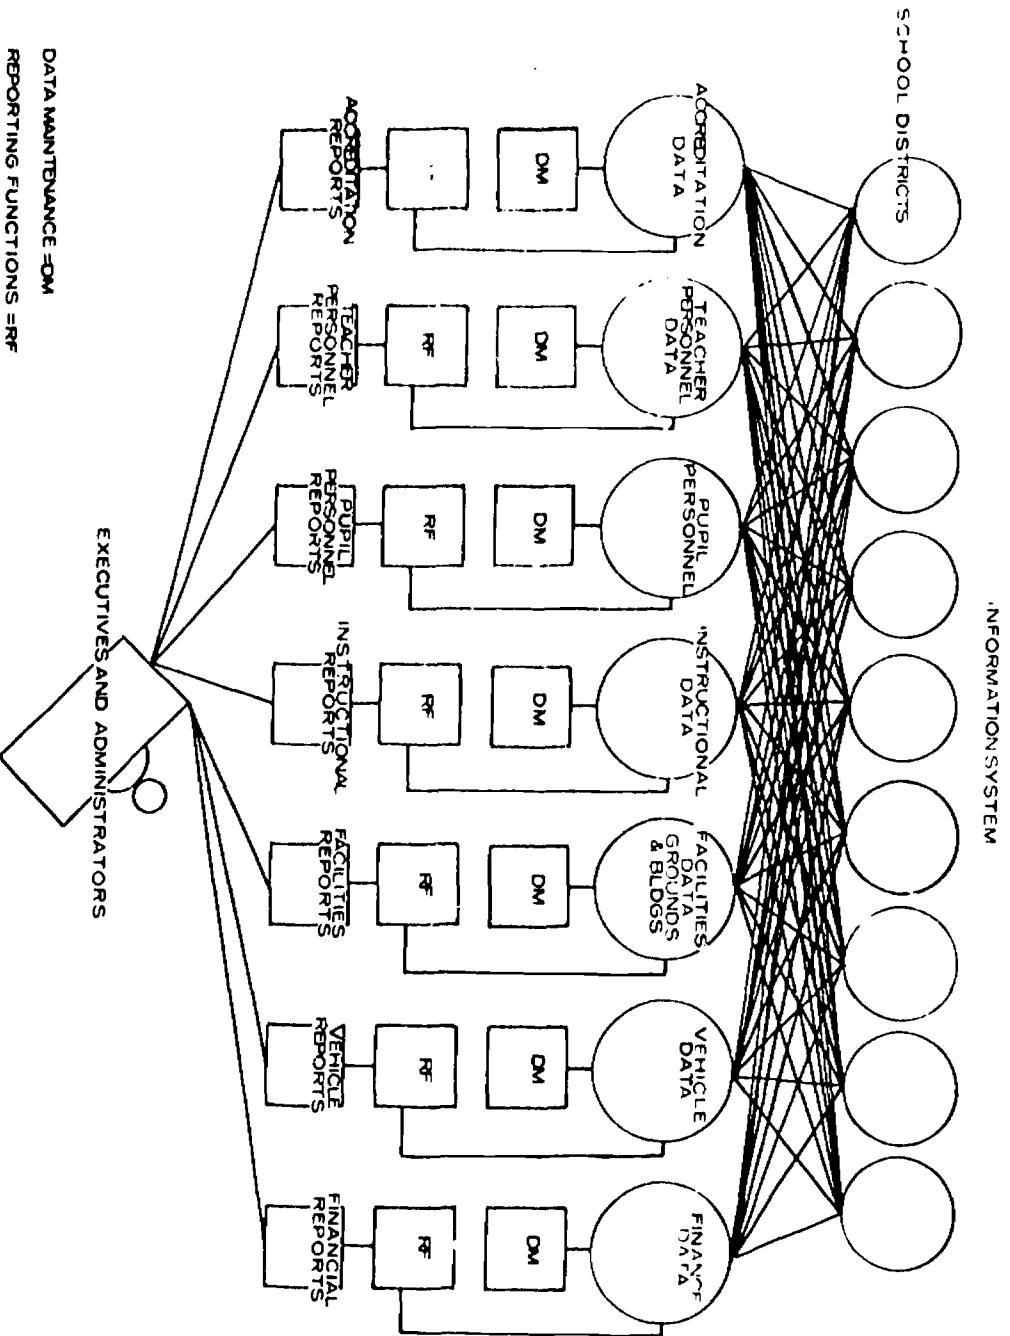 INFORMATION SYSTEM
SCHOOL DISTRICTS
ACCREDITATION
DATA
TEACHER
PERSONNEL
DATA
PUPIL
PERSONNEL
INSTRUCTIONAL
DATA
FACILITIES
DATA
GROUNDS
& BLDGS
VEHICLE
DATA
FINANCE
DATA
DM
DM
DM
DM
DM
DM
DM
RF
RF
RF
RF
RF
RF
ACCREDITATION
REPORTS
TEACHER
PERSONNEL
REPORTS
PUPIL
PERSONNEL
REPORTS
INSTRUCTIONAL
REPORTS
FACILITIES
REPORTS
VEHICLE
REPORTS
FINANCIAL
REPORTS
EXECUTIVES AND ADMINISTRATORS
DATA MAINTENANCE =DM
REPORTING FUNCTIONS =RF